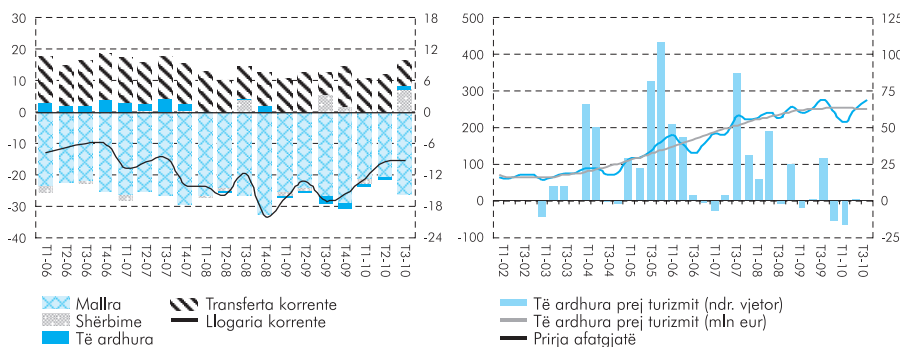 30
20
10
0
-10
-20
-30
-40
18
12
6
0
-6
-12
-18
-24
T1-06
T2-06
T3-06
T4-06
T1-07
T2-07
T3-07
T4-07
T1-08
T2-08
T3-08
T4-08
T1-09
T2-09
T3-09
T4-09
T1-10
T2-10
T3-10
Mallra
Shërbime
Të ardhura
Transferta korrente
Llogaria korrente
500
400
300
200
100
0
-100
125
100
75
50
25
0
25
T1-02
T3-02
T1-03
T3-03
T1-04
T3-04
T1-05
T3-05
T1-06
T3-06
T1-07
T3-07
T1-08
T3-08
T1-09
T3-09
T1-10
T3-10
Të ardhura prej turizmit (ndr. vjetor)
Të ardhura prej turizmit (mln eur)
Prirja afatgjatë